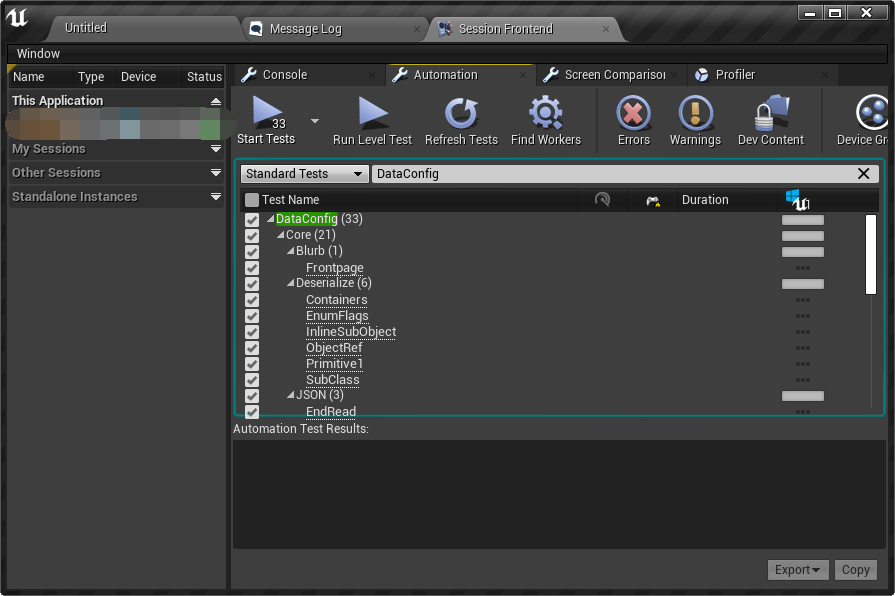 Untitled
Message Log
Session Frontend
Window
Name Type Device Status
This Application
My Sessions
Other Sessions
Standalone Instances
Console
Automation
Screen Comparison
Profiler
33
Start Tests
Run Level Test
Refresh Tests
Find Workers
Errors
Warnings
Dev Content
Device Gr
Standard Tests
DataConfig
Test Name
Duration
DataConfig (33)
Core (21)
Blurb (1)
Frontpage
Deserialize (6)
Containers
EnumFlags
InlineSubObject
ObjectRef
Primitive1
SubClass
JSON (3)
EndRead
Automation Test Results:
Export
Copy